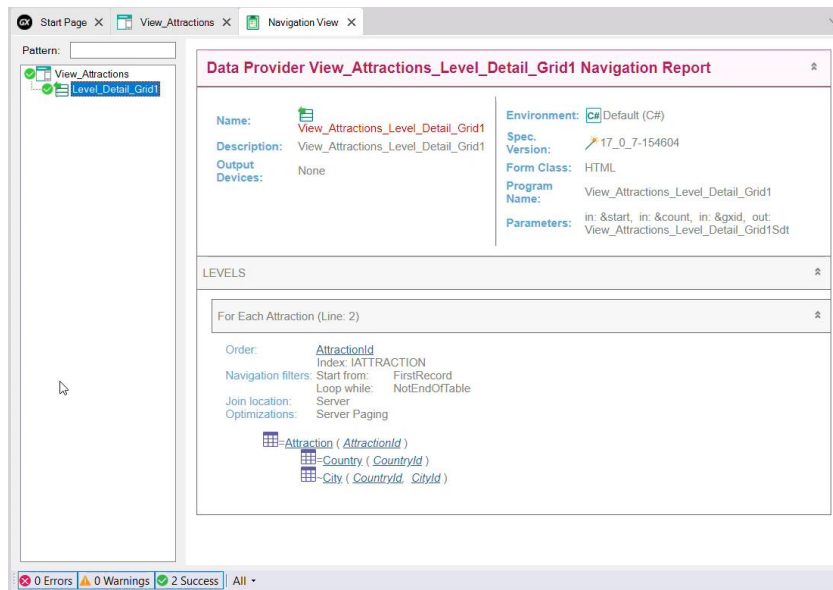 Start Page X View_Attractions X Navigation View X
Pattern:
View_Attractions
Level_Detail_Grid1
Data Provider View_Attractions_Level_Detail_Grid1 Navigation Report
Name: View_Attractions_Level_Detail_Grid1
Description: View_Attractions_Level_Detail_Grid1
Output Devices: None
Environment: C# Default (C#)
Spec. Version: 17_0_7-154604
Form Class: HTML
Program Name: View_Attractions_Level_Detail_Grid1
Parameters: in: &start, in: &count, in: &gxid, out:
View_Attractions_Level_Detail_Grid1Sdt
LEVELS
For Each Attraction (Line: 2)
Order: AttractionId
Index: IATTRACTION
Navigation filters: Start from: FirstRecord
Loop while: NotEndOfTable
Join location: Server
Optimizations: Server Paging
=Attraction ( AttractionId )
=Country ( CountryId )
~City ( CountryId, CityId )
0 Errors 0 Warnings 2 Success All